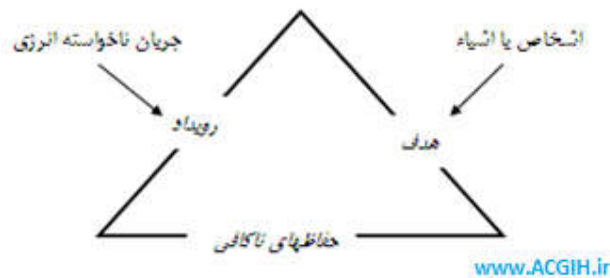 جریان ناخواسته انرژی
اشخاص یا اشیاء
رویداد
هدف
حفاظهای ناکافی
www.ACGIH.ir